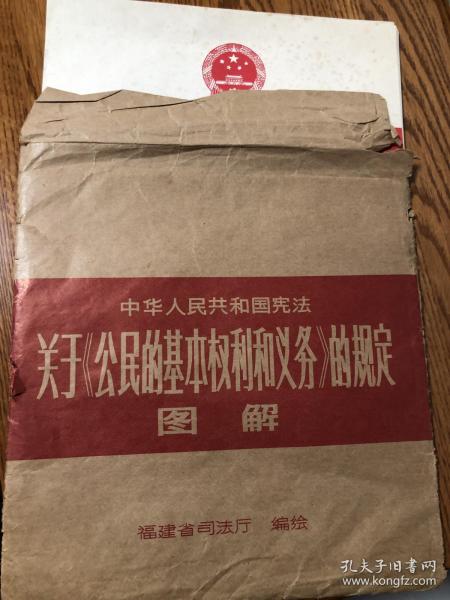 中华人民共和国宪法
关于《公民的基本权利和义务》的规定
图解
福建省司法厅 编绘
孔夫子旧书网
www.kongfz.com